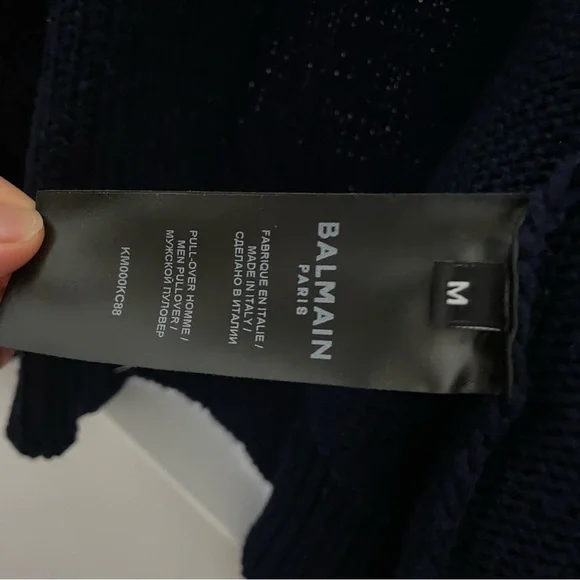 M
BALMAIN
PARIS
FABRIQUE EN ITALIE /
MADE IN ITALY /
СДЕЛАНО В ИТАЛИИ
PULL-OVER HOMME /
MEN PULLOVER /
МУЖСКОЙ ПУЛОВЕР
KM000KC88